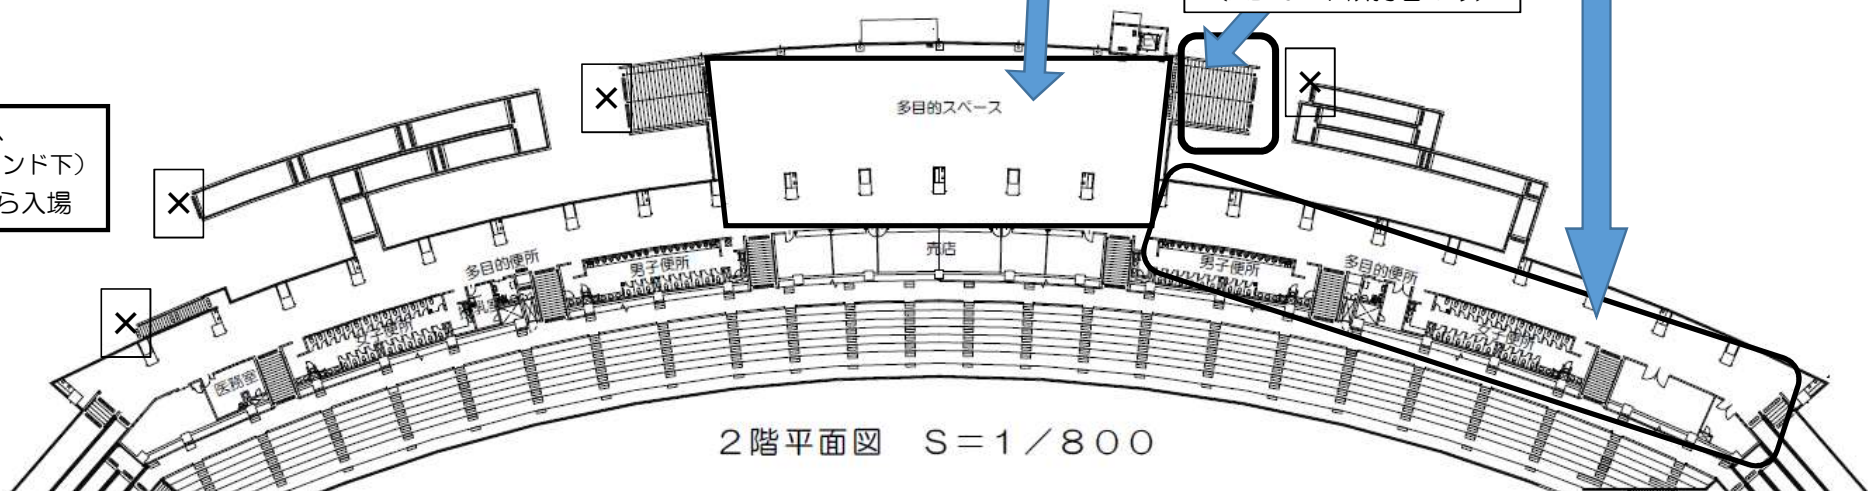 ンド下）
ら入場
×
×
×
×
多目的スペース
売店
多目的便所
男子便所
男子便所
多目的便所
女子便所
女子便所
医務室
２階平面図　Ｓ＝１／８００